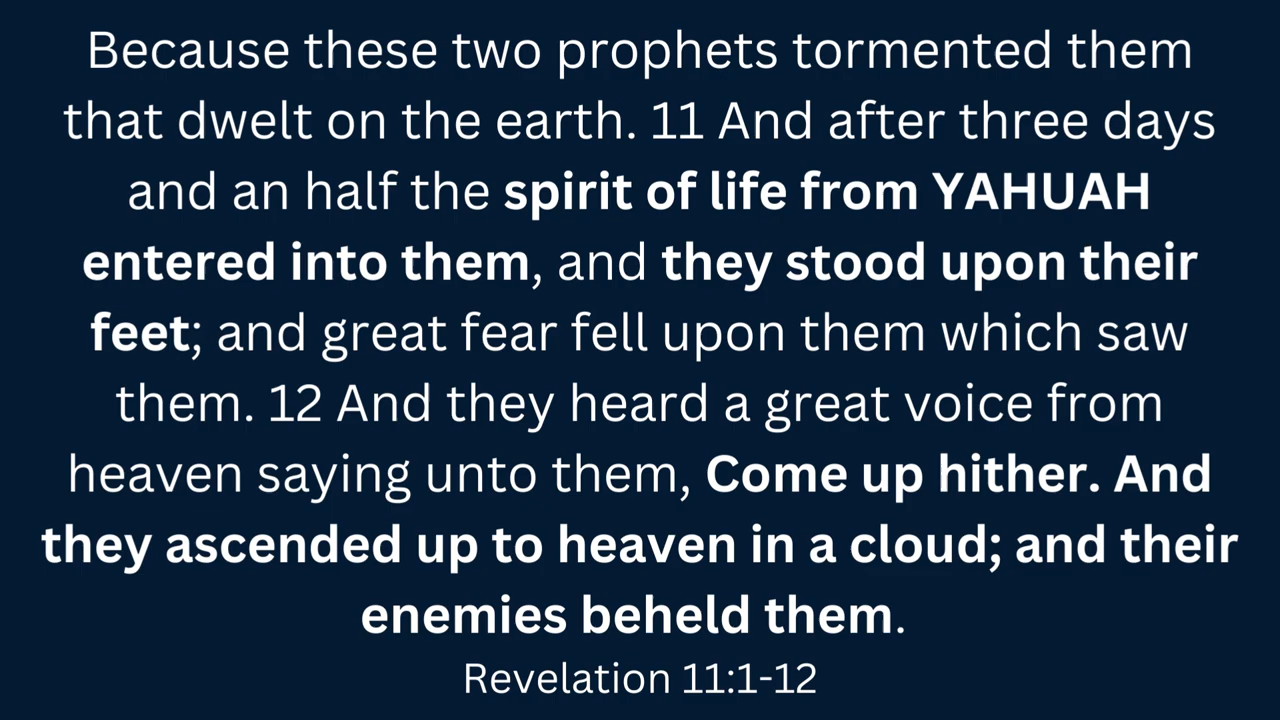 Because these two prophets tormented them
that dwelt on the earth. 11 And after three days
and an half the spirit of life from YAHUAH
entered into them, and they stood upon their
feet; and great fear fell upon them which saw
them. 12 And they heard a great voice from
heaven saying unto them, Come up hither. And
they ascended up to heaven in a cloud; and their
enemies beheld them.
Revelation 11:1-12